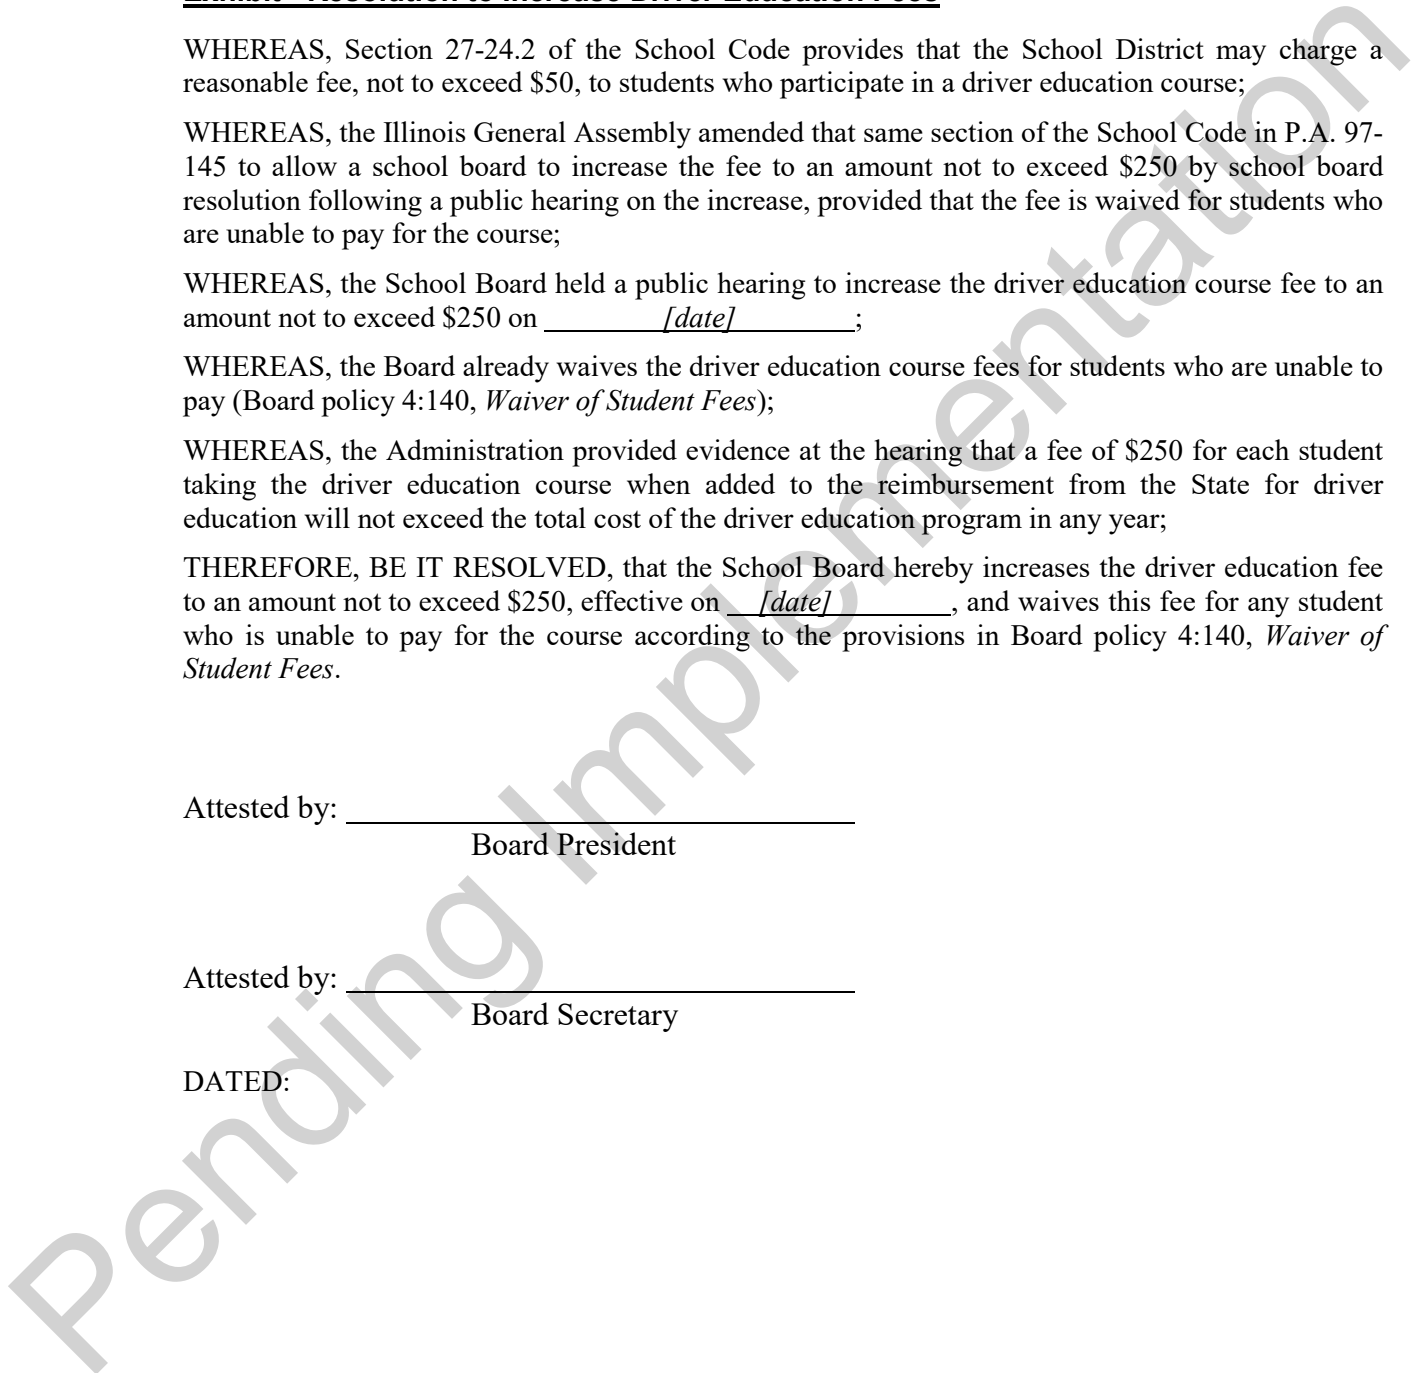 Exhibit - Resolution to Increase Driver Education Fees
WHEREAS, Section 27-24.2 of the School Code provides that the School District may charge a
reasonable fee, not to exceed $50, to students who participate in a driver education course;
WHEREAS, the Illinois General Assembly amended that same section of the School Code in P.A. 97-
145 to allow a school board to increase the fee to an amount not to exceed $250 by school board
resolution following a public hearing on the increase, provided that the fee is waived for students who
are unable to pay for the course;
WHEREAS, the School Board held a public hearing to increase the driver education course fee to an
amount not to exceed $250 on [date] ;
WHEREAS, the Board already waives the driver education course fees for students who are unable to
pay (Board policy 4:140, Waiver of Student Fees);
WHEREAS, the Administration provided evidence at the hearing that a fee of $250 for each student
taking the driver education course when added to the reimbursement from the State for driver
education will not exceed the total cost of the driver education program in any year;
THEREFORE, BE IT RESOLVED, that the School Board hereby increases the driver education fee
to an amount not to exceed $250, effective on [date] , and waives this fee for any student
who is unable to pay for the course according to the provisions in Board policy 4:140, Waiver of
Student Fees.
Attested by:
Board President
Attested by:
Board Secretary
DATED:
Pending Implementation